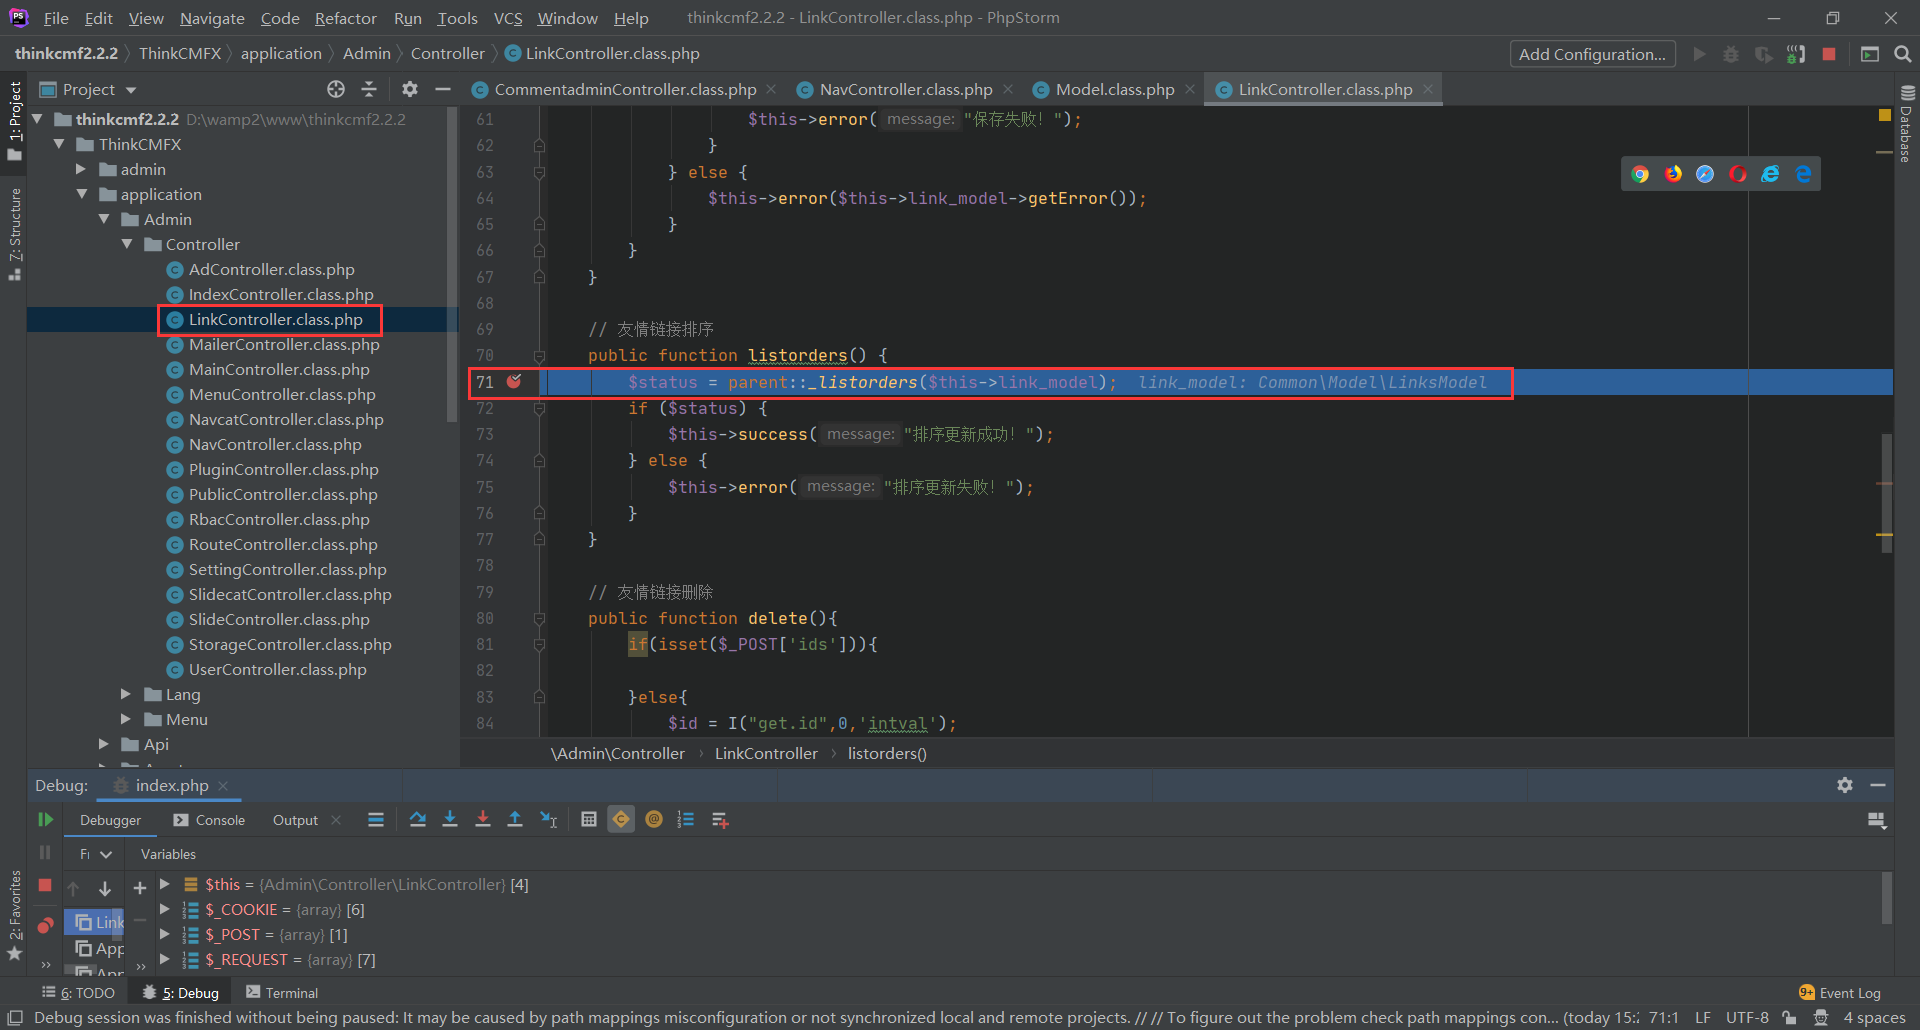 File Edit View Navigate Code Refactor Run Tools VCS Window Help thinkcmf2.2.2 - LinkController.class.php - PhpStorm
thinkcmf2.2.2 ThinkCMFX application Admin Controller LinkController.class.php Add Configuration...
1: Project
7: Structure
2: Favorites
Database
Project
thinkcmf2.2.2 D:\wamp2\www\thinkcmf2.2.2
ThinkCMFX
admin
application
Admin
Controller
AdController.class.php
IndexController.class.php
LinkController.class.php
MailerController.class.php
MainController.class.php
MenuController.class.php
NavcatController.class.php
NavController.class.php
PluginController.class.php
PublicController.class.php
RbacController.class.php
RouteController.class.php
SettingController.class.php
SlidecatController.class.php
SlideController.class.php
StorageController.class.php
UserController.class.php
Lang
Menu
Api
CommentadminController.class.php NavController.class.php Model.class.php LinkController.class.php
61 $this->error( message: "保存失败！");
62 }
63 } else {
64 $this->error($this->link_model->getError());
65 }
66 }
67 }
68
69 // 友情链接排序
70 public function listorders() {
71 $status = parent::_listorders($this->link_model); link_model: Common\Model\LinksModel
72 if ($status) {
73 $this->success( message: "排序更新成功！");
74 } else {
75 $this->error( message: "排序更新失败！");
76 }
77 }
78
79 // 友情链接删除
80 public function delete(){
81 if(isset($_POST['ids'])){
82
83 }else{
84 $id = I("get.id",0,'intval');
\Admin\Controller LinkController listorders()
Debug: index.php
Debugger Console Output
Variables
$this = {Admin\Controller\LinkController} [4]
$_COOKIE = {array} [6]
$_POST = {array} [1]
$_REQUEST = {array} [7]
Link
App
6: TODO 5: Debug Terminal 9+ Event Log
Debug session was finished without being paused: It may be caused by path mappings misconfiguration or not synchronized local and remote projects. // // To figure out the problem check path mappings con... (today 15: 71:1 LF UTF-8 4 spaces